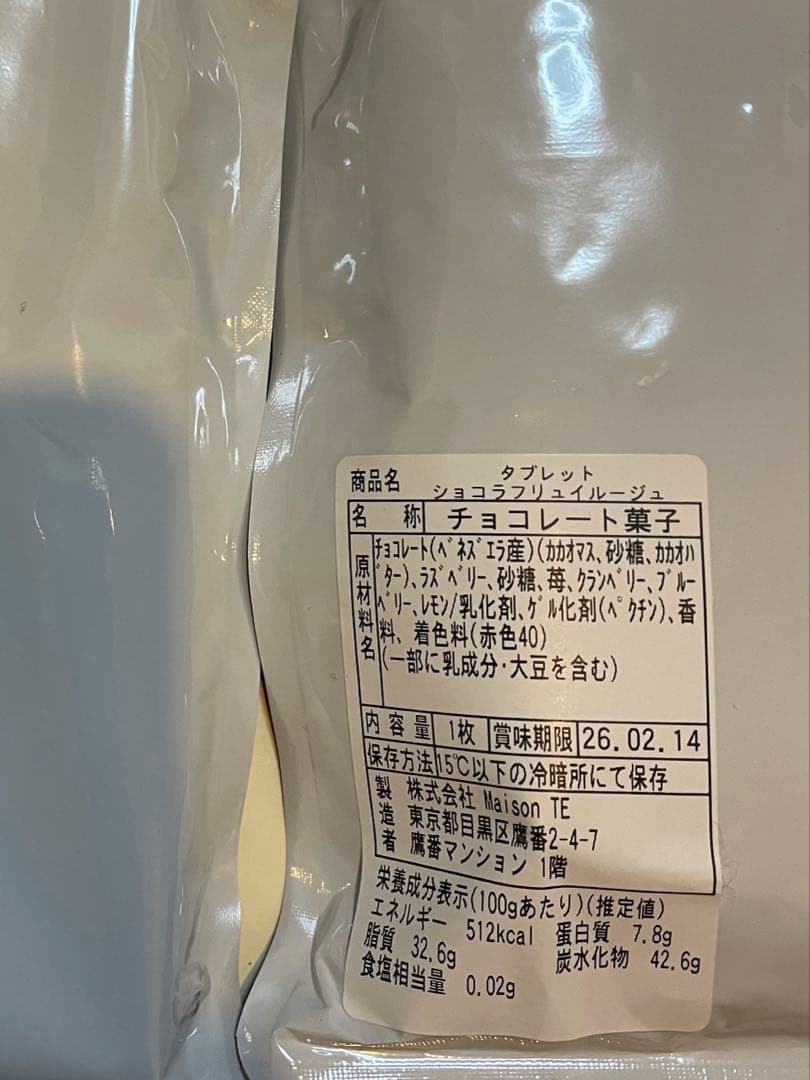 商品名 タブレット
ショコラフリュイルージュ
名 称 チョコレート菓子
原材料名 チョコレート(ベネズエラ産)(カカオマス、砂糖、カカオバ
ター)、ラズベリー、砂糖、苺、クランベリー、ブルー
ベリー、レモン/乳化剤、ゲル化剤(ペクチン)、香
料、着色料(赤色40)
(一部に乳成分・大豆を含む)
内容量 1枚 賞味期限 26.02.14
保存方法 15℃以下の冷暗所にて保存
製造者 株式会社 Maison TE
東京都目黒区鷹番2-4-7
鷹番マンション 1階
栄養成分表示(100gあたり)(推定値)
エネルギー 512kcal 蛋白質 7.8g
脂質 32.6g 炭水化物 42.6g
食塩相当量 0.02g